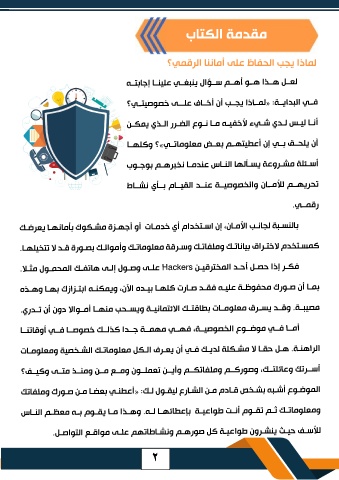 مقدمة الكتاب
لماذا يجب الحفاظ على أماننا الرقمي؟
لعل هذا هو أهم سؤال ينبغي علينا إجابته
في البداية: «لماذا يجب أن أخاف على خصوصيتي؟
أنا ليس لدي شيء لأخفيه ما نوع الضرر الذي يمكن
أن يلحق بي إن أعطيتهم بعض معلوماتي»؟ وكلها
أسئلة مشروعة يسألها الناس عندما نخبرهم بوجوب
تحريهم للأمان والخصوصية عند القيام بأي نشاط
رقمي.
بالنسبة لجانب الأمان، إن استخدام أي خدمات أو أجهزة مشكوك بأمانها يعرضك
كمستخدم لاختراق بياناتك وملفاتك وسرقة معلوماتك وأموالك بصورة قد لا تتخيلها.
فكر إذا حصل أحد المخترقين Hackers على وصول إلى هاتفك المحمول مثلا.
بما أن صورك محفوظة عليه فقد صارت كلها بيده الآن، ويمكنه ابتزازك بها وهذه
مصيبة. وقد يسرق معلومات بطاقتك الائتمانية ويسحب منها أموالا دون أن تدري.
أما في موضوع الخصوصية، فهي مهمة جدا كذلك خصوصا في أوقاتنا
الراهنة. هل حقا لا مشكلة لديك في أن يعرف الكل معلوماتك الشخصية ومعلومات
أسرتك وعائلتك، وصوركم وملفاتكم وأين تعملون ومع من ومنذ متى وكيف؟
الموضوع أشبه بشخص قادم من الشارع ليقول لك: «أعطني بعضا من صورك وملفاتك
ومعلوماتك ثم تقوم أنت طواعية بإعطائها له. وهذا ما يقوم به معظم الناس
للأسف حيث ينشرون طواعية كل صورهم ونشاطاتهم على مواقع التواصل.
٢